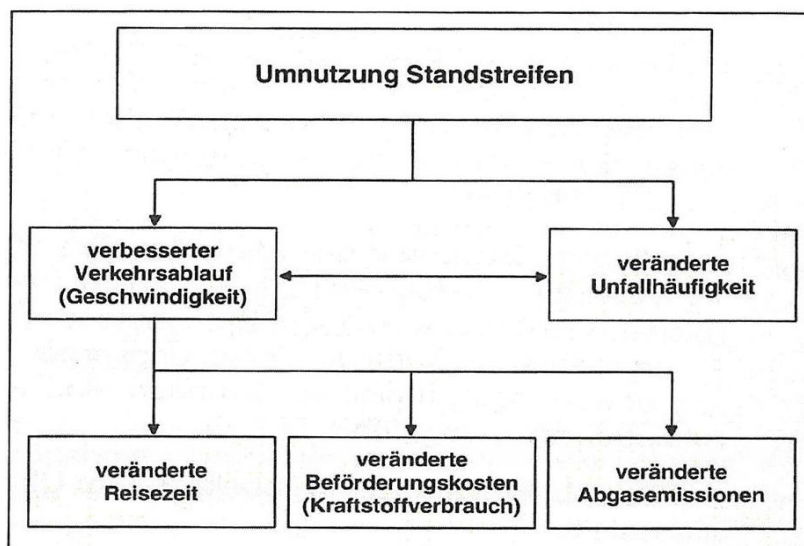 Umnutzung Standstreifen
verbesserter
Verkehrsablauf
(Geschwindigkeit)
veränderte
Unfallhäufigkeit
veränderte
Reisezeit
veränderte
Beförderungskosten
(Kraftstoffverbrauch)
veränderte
Abgasemissionen